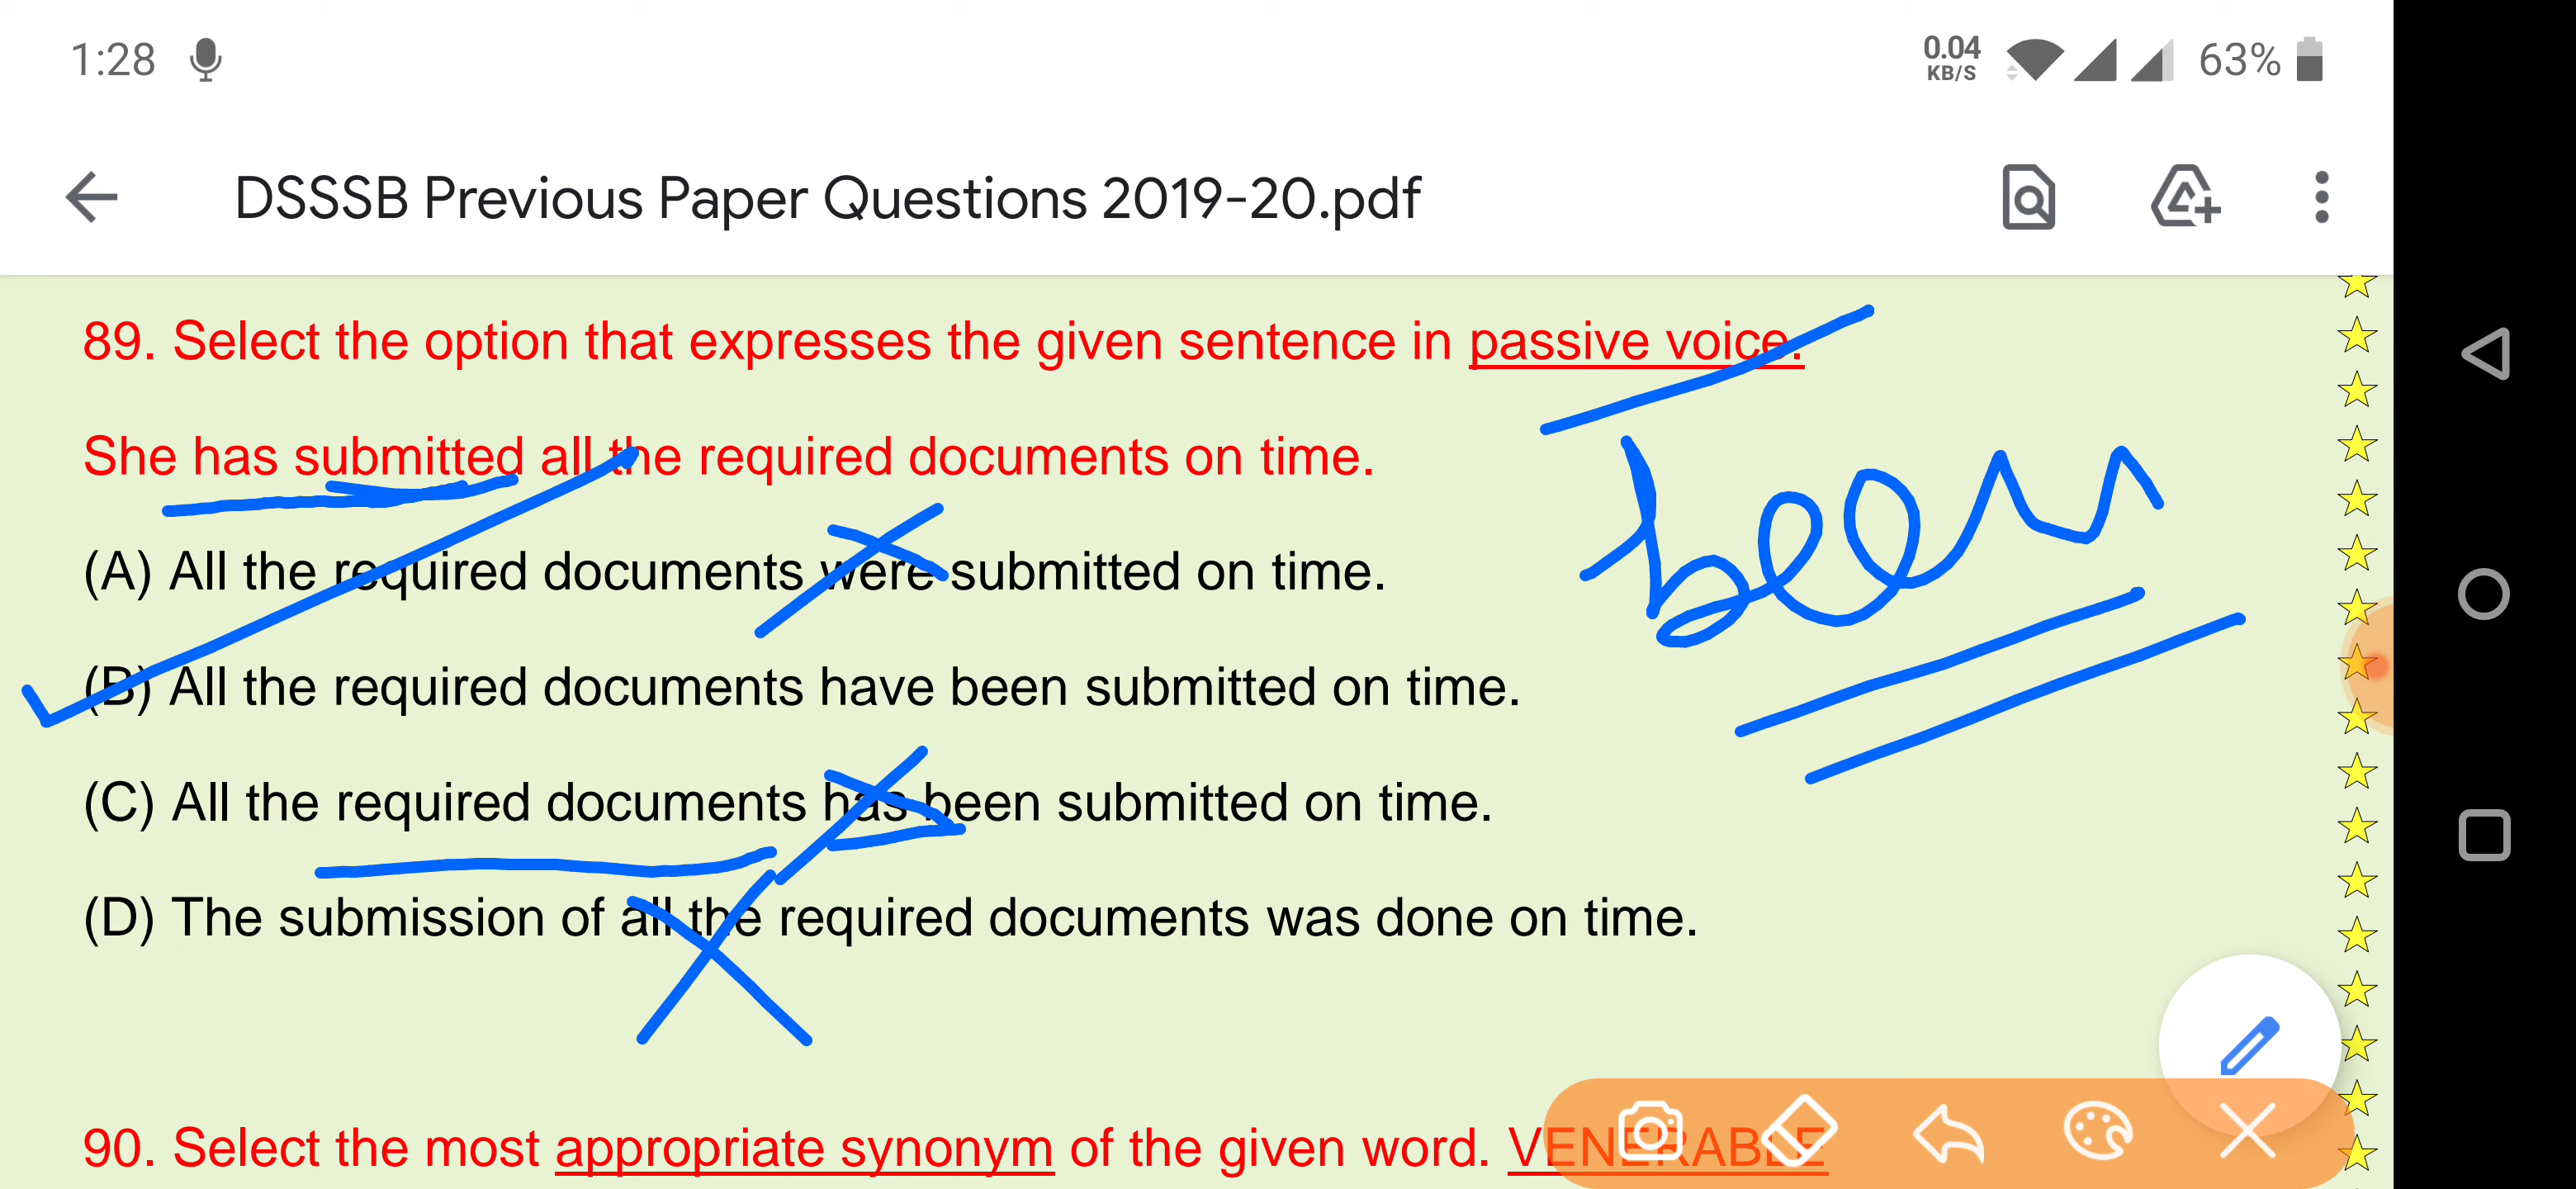 1:28 0.04 KB/S 63%
DSSSB Previous Paper Questions 2019-20.pdf
89. Select the option that expresses the given sentence in passive voice.
She has submitted all the required documents on time.
been
(A) All the required documents were submitted on time.
(B) All the required documents have been submitted on time.
(C) All the required documents has been submitted on time.
(D) The submission of all the required documents was done on time.
90. Select the most appropriate synonym of the given word. VENERABLE